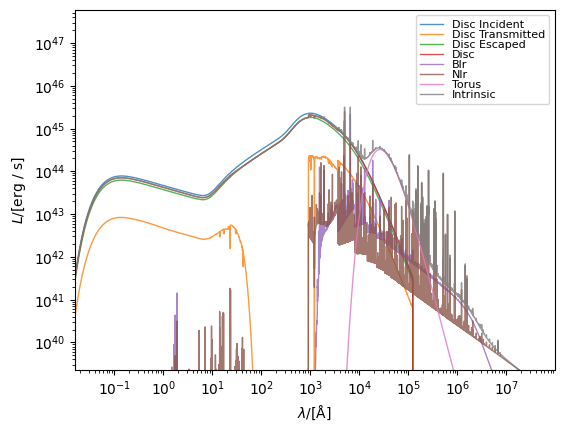 Disc Incident
Disc Transmitted
Disc Escaped
Disc
Blr
Nlr
Torus
Intrinsic
10^47
10^46
10^45
10^44
10^43
10^42
10^41
10^40
L/[erg / s]
10^-1 10^0 10^1 10^2 10^3 10^4 10^5 10^6 10^7
λ/[Å]